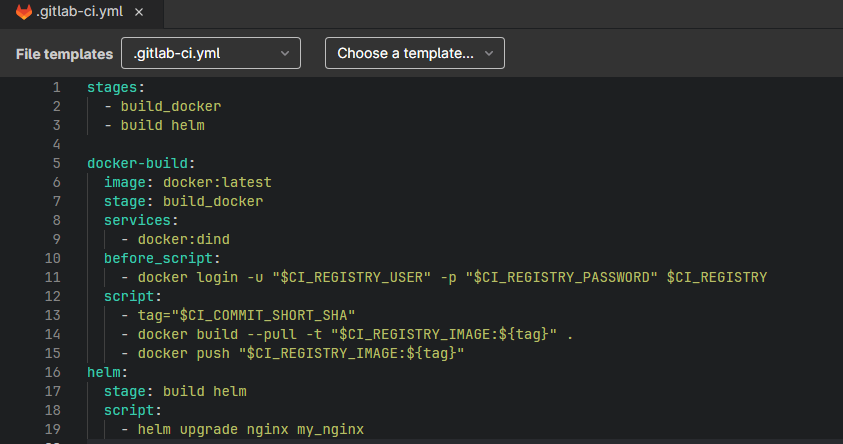 .gitlab-ci.yml ×
File templates .gitlab-ci.yml Choose a template...
1 stages:
2 - build_docker
3 - build helm
4
5 docker-build:
6 image: docker:latest
7 stage: build_docker
8 services:
9 - docker:dind
10 before_script:
11 - docker login -u "$CI_REGISTRY_USER" -p "$CI_REGISTRY_PASSWORD" $CI_REGISTRY
12 script:
13 - tag="$CI_COMMIT_SHORT_SHA"
14 - docker build --pull -t "$CI_REGISTRY_IMAGE:${tag}" .
15 - docker push "$CI_REGISTRY_IMAGE:${tag}"
16 helm:
17 stage: build helm
18 script:
19 - helm upgrade nginx my_nginx